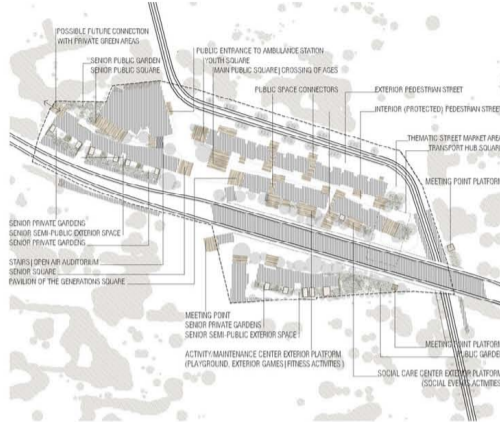 POSSIBLE FUTURE CONNECTION
WITH PRIVATE GREEN AREAS
SENIOR PUBLIC GARDEN
SENIOR PUBLIC SQUARE
PUBLIC ENTRANCE TO AMBULANCE STATION
YOUTH SQUARE
MAIN PUBLIC SQUARE | CROSSING OF AGES
PUBLIC SPACE CONNECTORS
EXTERIOR PEDESTRIAN STREET
INTERIOR (PROTECTED) PEDESTRIAN STREET
THEMATIC STREET MARKET AREA
TRANSPORT HUB SQUARE
MEETING POINT PLATFORM
SENIOR PRIVATE GARDENS
SENIOR SEMI-PUBLIC EXTERIOR SPACE
SENIOR PRIVATE GARDENS
STAIRS | OPEN AIR AUDITORIUM
SENIOR SQUARE
PAVILION OF THE GENERATIONS SQUARE
MEETING POINT
SENIOR PRIVATE GARDENS
SENIOR SEMI-PUBLIC EXTERIOR SPACE
ACTIVITY/MAINTENANCE CENTER EXTERIOR PLATFORM
(PLAYGROUND, EXTERIOR GAMES | FITNESS ACTIVITIES)
MEETING POINT PLATFORM
PUBLIC GARDE
SOCIAL CARE CENTER EXTERIOR PLATFORM
(SOCIAL EVENTS ACTIVITIES